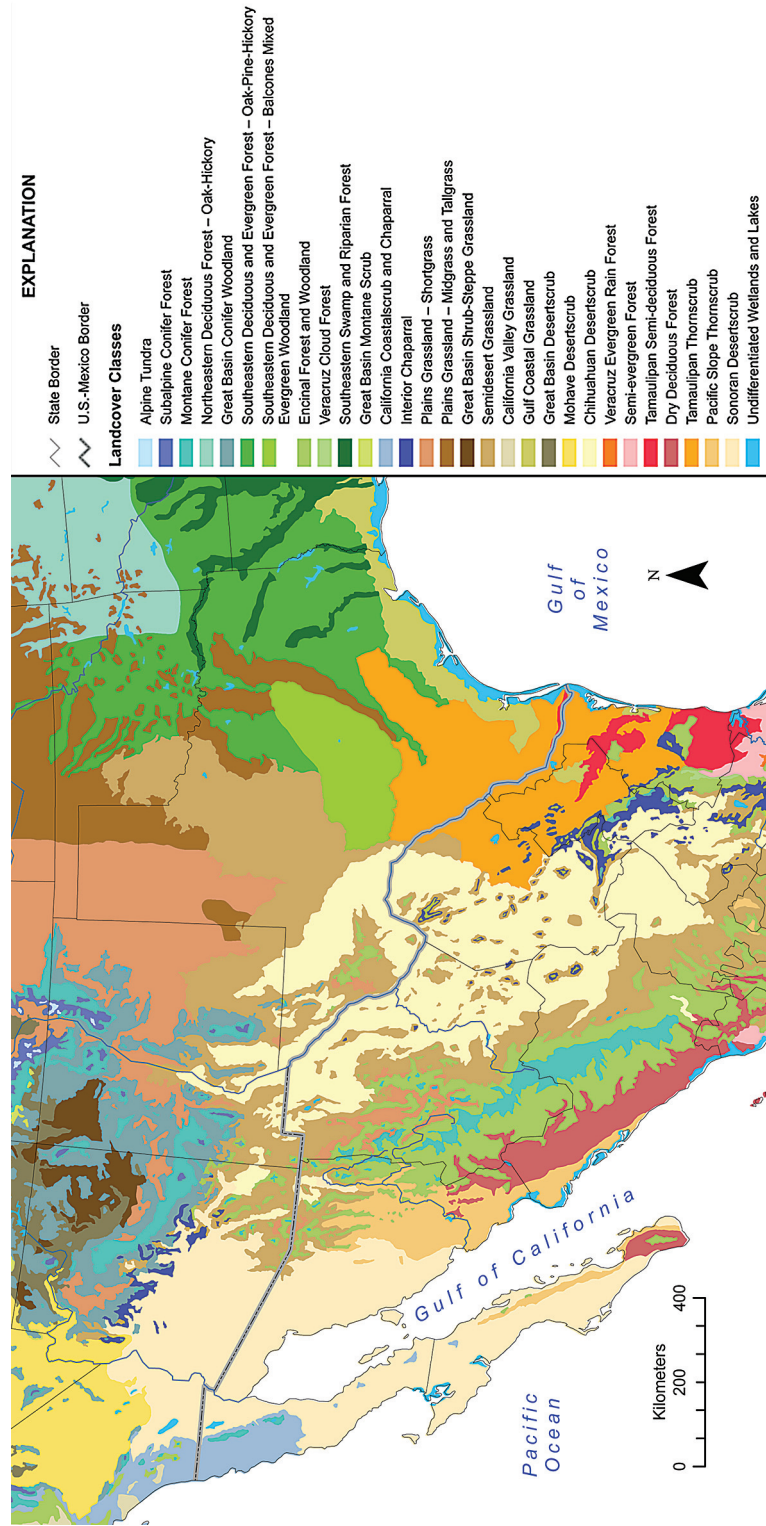 EXPLANATION
State Border
U.S.-Mexico Border
Landcover Classes
Alpine Tundra
Subalpine Conifer Forest
Montane Conifer Forest
Northeastern Deciduous Forest – Oak-Hickory
Great Basin Conifer Woodland
Southeastern Deciduous and Evergreen Forest – Oak-Pine-Hickory
Southeastern Deciduous and Evergreen Forest – Balcones Mixed
Evergreen Woodland
Encinal Forest and Woodland
Veracruz Cloud Forest
Southeastern Swamp and Riparian Forest
Great Basin Montane Scrub
California Coastalscrub and Chaparral
Interior Chaparral
Plains Grassland – Shortgrass
Plains Grassland – Midgrass and Tallgrass
Great Basin Shrub-Steppe Grassland
Semidesert Grassland
California Valley Grassland
Gulf Coastal Grassland
Great Basin Desertscrub
Mohave Desertscrub
Chihuahuan Desertscrub
Veracruz Evergreen Rain Forest
Semi-evergreen Forest
Tamaulipan Semi-deciduous Forest
Dry Deciduous Forest
Tamaulipan Thornscrub
Pacific Slope Thornscrub
Sonoran Desertscrub
Undifferentiated Wetlands and Lakes
Gulf
of
Mexico
N
Gulf of California
Pacific
Ocean
Kilometers
0 200 400